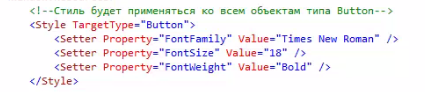 <!--Стиль будет применяться ко всем объектам типа Button-->
<Style TargetType="Button">
<Setter Property="FontFamily" Value="Times New Roman" />
<Setter Property="FontSize" Value="18" />
<Setter Property="FontWeight" Value="Bold" />
</Style>